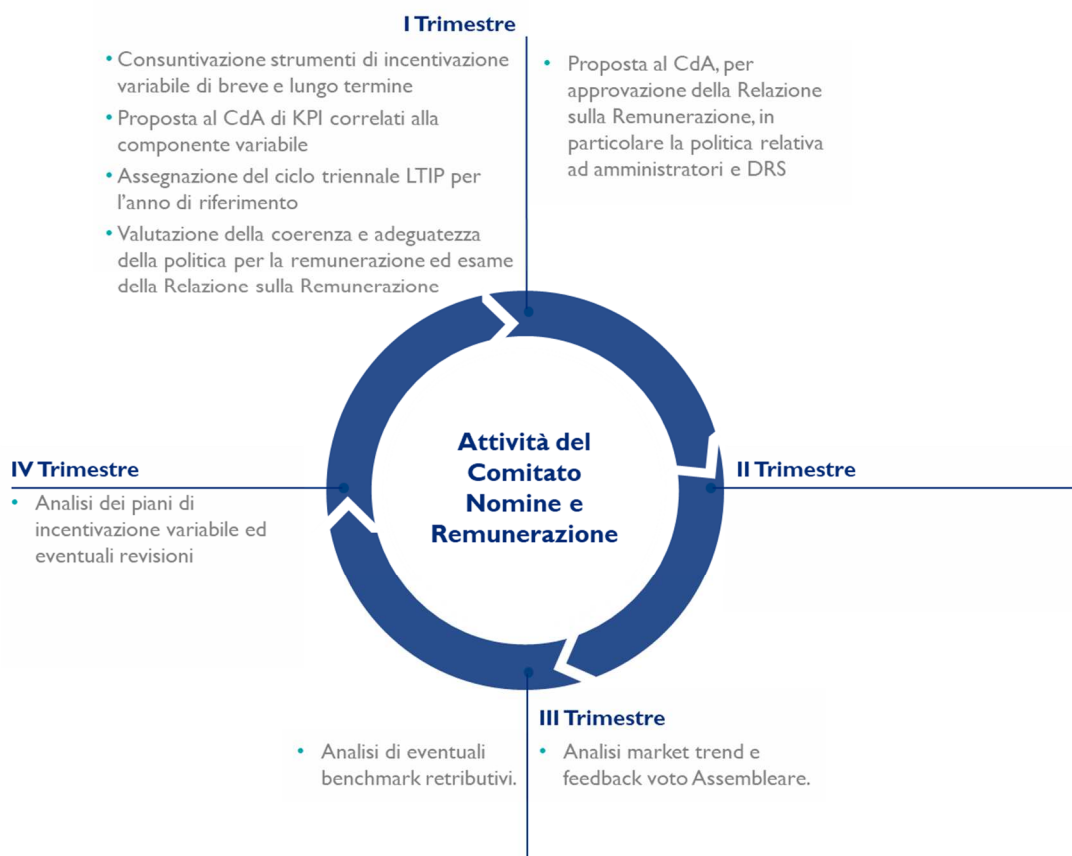 I Trimestre
• Consuntivazione strumenti di incentivazione
variabile di breve e lungo termine
• Proposta al CdA di KPI correlati alla
componente variabile
• Assegnazione del ciclo triennale LTIP per
l'anno di riferimento
• Valutazione della coerenza e adeguatezza
della politica per la remunerazione ed esame
della Relazione sulla Remunerazione
• Proposta al CdA, per
approvazione della Relazione
sulla Remunerazione, in
particolare la politica relativa
ad amministratori e DRS
Attività del
Comitato
Nomine e
Remunerazione
II Trimestre
III Trimestre
• Analisi market trend e
feedback voto Assembleare.
• Analisi di eventuali
benchmark retributivi.
IV Trimestre
• Analisi dei piani di
incentivazione variabile ed
eventuali revisioni